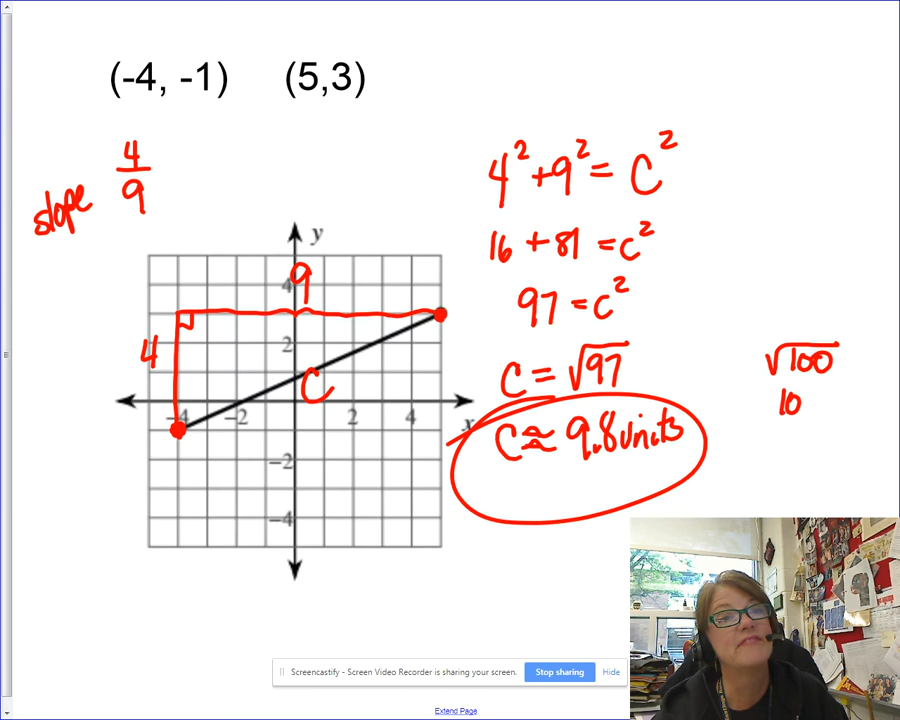 (-4, -1) (5,3)
slope 4/9
4² + 9² = C²
16 + 81 = c²
97 = c²
C = √97
C ≈ 9.8 units
√100
10
y
4
9
4
2
C
-4
-2
2
4
x
-2
-4
Screencastify - Screen Video Recorder is sharing your screen. Stop sharing Hide
Extend Page